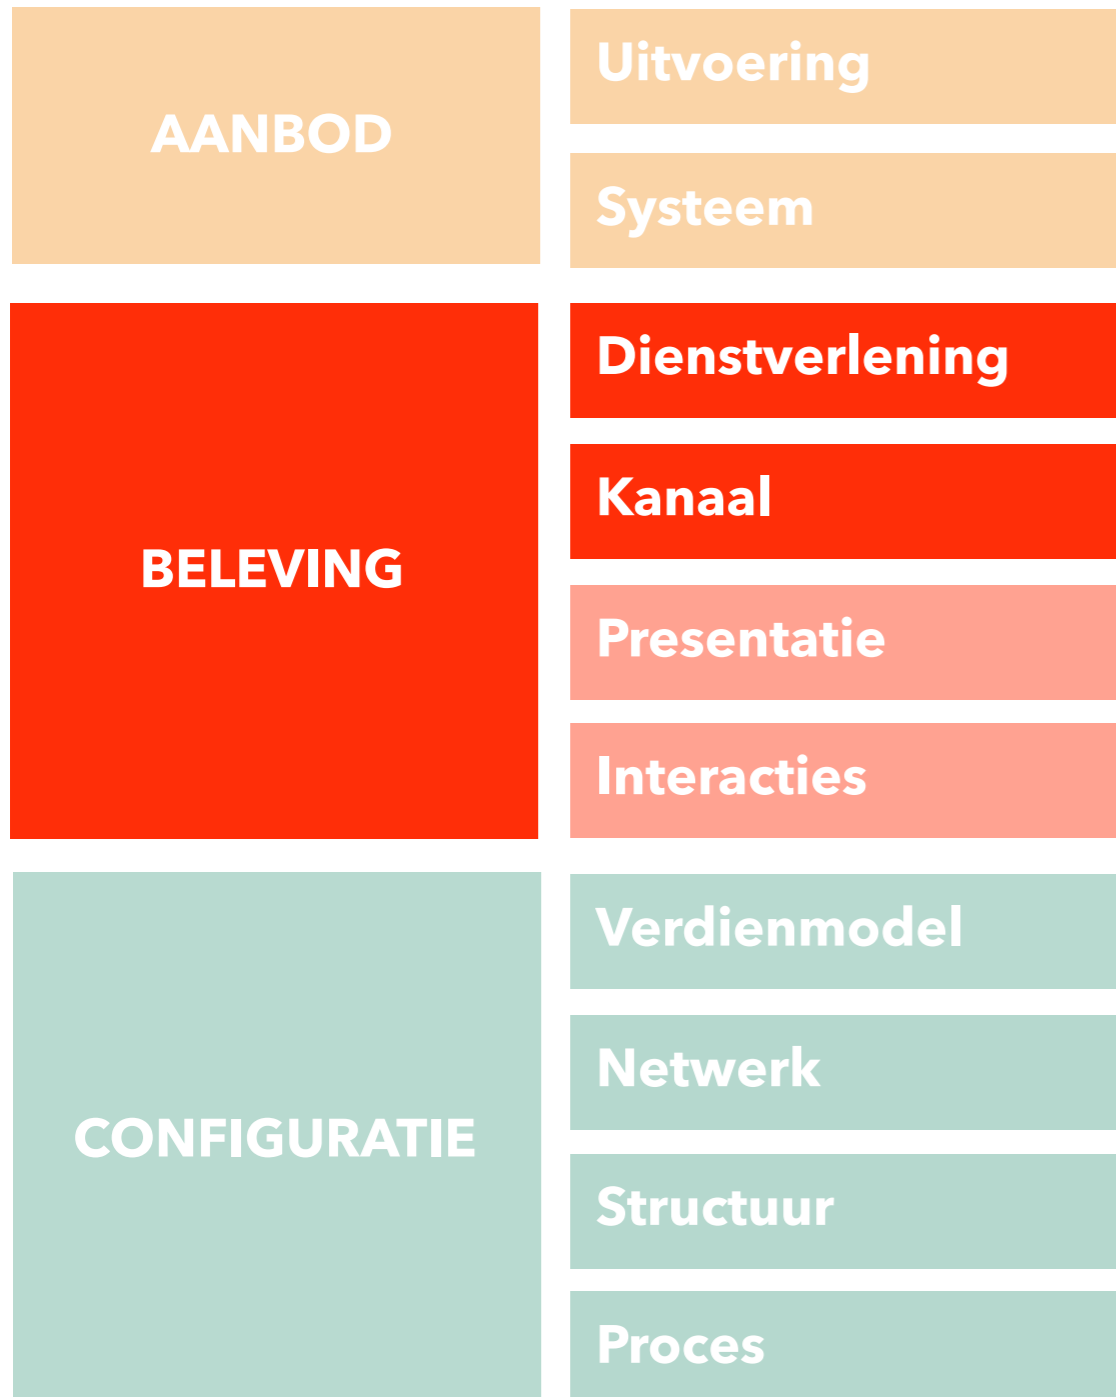 AANBOD
Uitvoering
Systeem
BELEVING
Dienstverlening
Kanaal
Presentatie
Interacties
CONFIGURATIE
Verdienmodel
Netwerk
Structuur
Proces